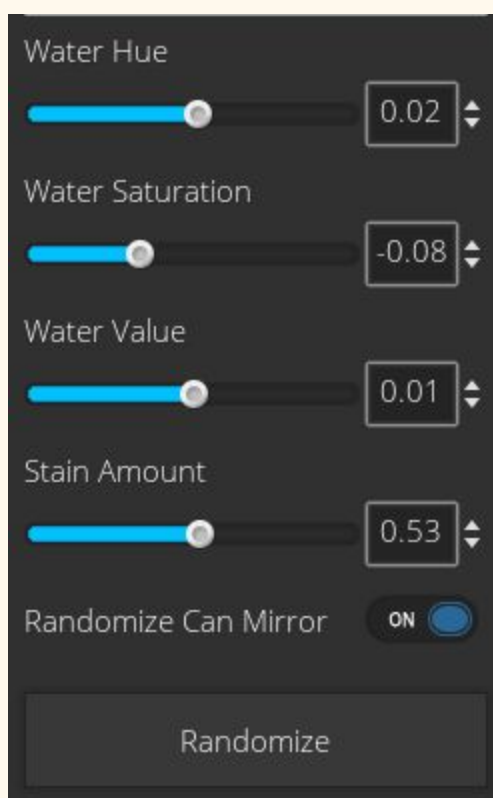 Water Hue
0.02
Water Saturation
-0.08
Water Value
0.01
Stain Amount
0.53
Randomize Can Mirror ON
Randomize